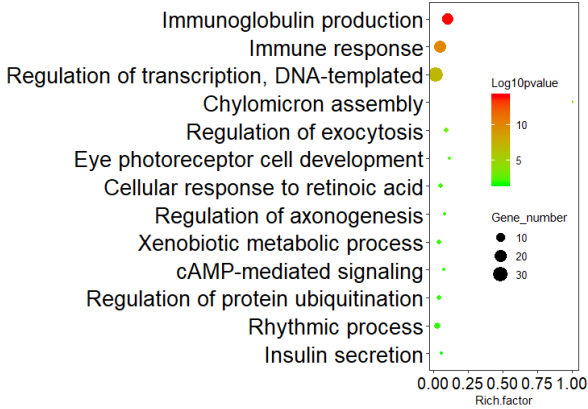 Immunoglobulin production
Immune response
Regulation of transcription, DNA-templated
Chylomicron assembly
Regulation of exocytosis
Eye photoreceptor cell development
Cellular response to retinoic acid
Regulation of axonogenesis
Xenobiotic metabolic process
cAMP-mediated signaling
Regulation of protein ubiquitination
Rhythmic process
Insulin secretion
Log10pvalue
10
5
Gene_number
10
20
30
0.00 0.25 0.50 0.75 1.00
Rich.factor